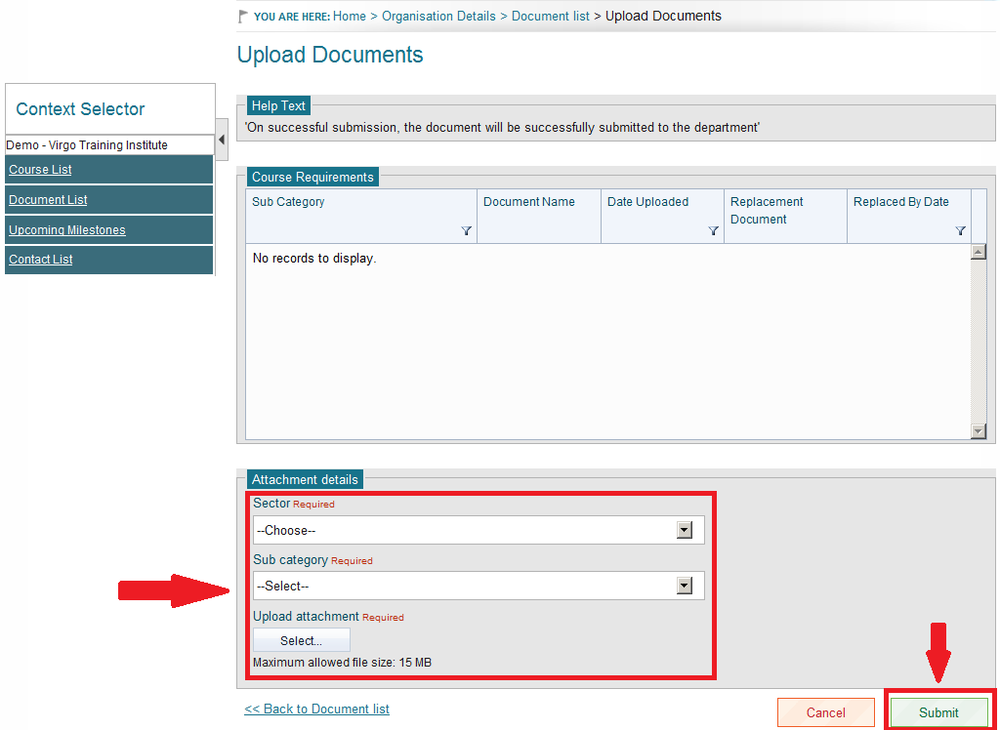 YOU ARE HERE: Home > Organisation Details > Document list > Upload Documents
Upload Documents
Context Selector
Demo - Virgo Training Institute
Course List
Document List
Upcoming Milestones
Contact List
Help Text
'On successful submission, the document will be successfully submitted to the department'
Course Requirements
Sub Category Document Name Date Uploaded Replacement Document Replaced By Date
No records to display.
Attachment details
Sector Required
--Choose--
Sub category Required
--Select--
Upload attachment Required
Select...
Maximum allowed file size: 15 MB
<< Back to Document list
Cancel Submit